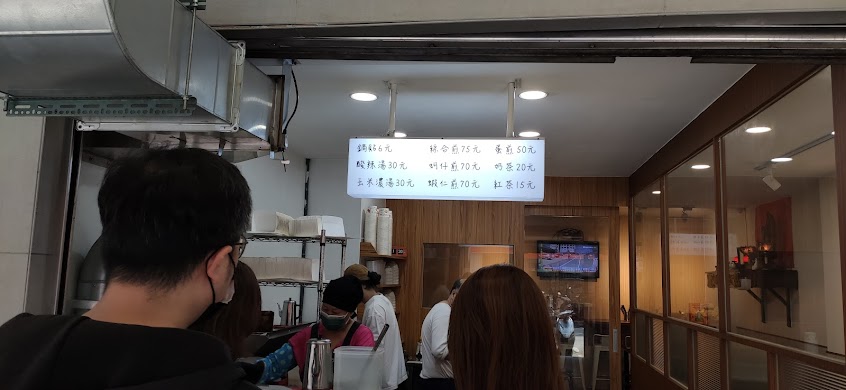 鍋貼6元 綜合煎75元 蛋煎50元
酸辣湯30元 蚵仔煎70元 奶茶20元
玉米濃湯30元 蝦仁煎70元 紅茶15元